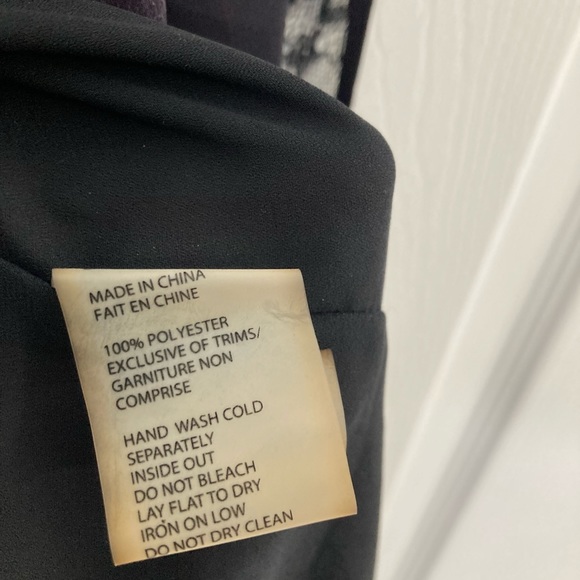 MADE IN CHINA
FAIT EN CHINE
100% POLYESTER
EXCLUSIVE OF TRIMS/
GARNITURE NON
COMPRISE
HAND WASH COLD
SEPARATELY
INSIDE OUT
DO NOT BLEACH
LAY FLAT TO DRY
IRON ON LOW
DO NOT DRY CLEAN